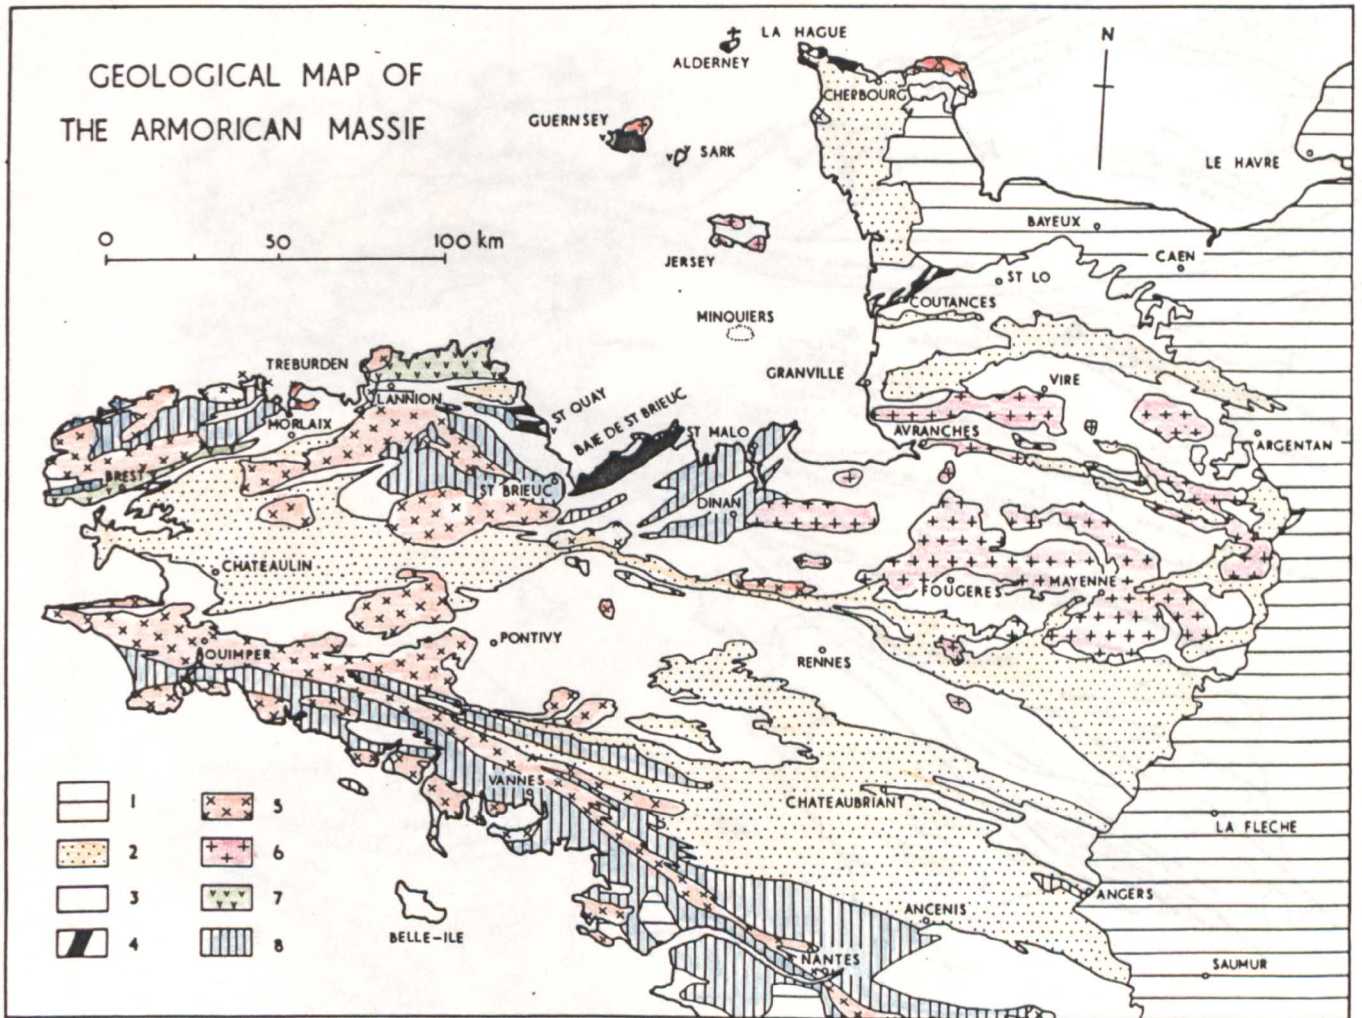 GEOLOGICAL MAP OF
THE ARMORICAN MASSIF
0 50 100 km
N
LA HAGUE
ALDERNEY
CHERBOURG
GUERNSEY
SARK
LE HAVRE
BAYEUX
CAEN
JERSEY
ST LO
COUTANCES
MINQUIERS
GRANVILLE
VIRE
TREBURDEN
LANNION
ST QUAY
BAIE DE ST BRIEUC
MORLAIX
ST MALO
AVRANCHES
ARGENTAN
BREST
ST BRIEUC
DINAN
CHATEAULIN
FOUGERES
MAYENNE
PONTIVY
QUIMPER
RENNES
VANNES
CHATEAUBRIANT
LA FLECHE
ANGERS
ANCENIS
BELLE-ILE
NANTES
SAUMUR
1
2
3
4
5
6
7
8